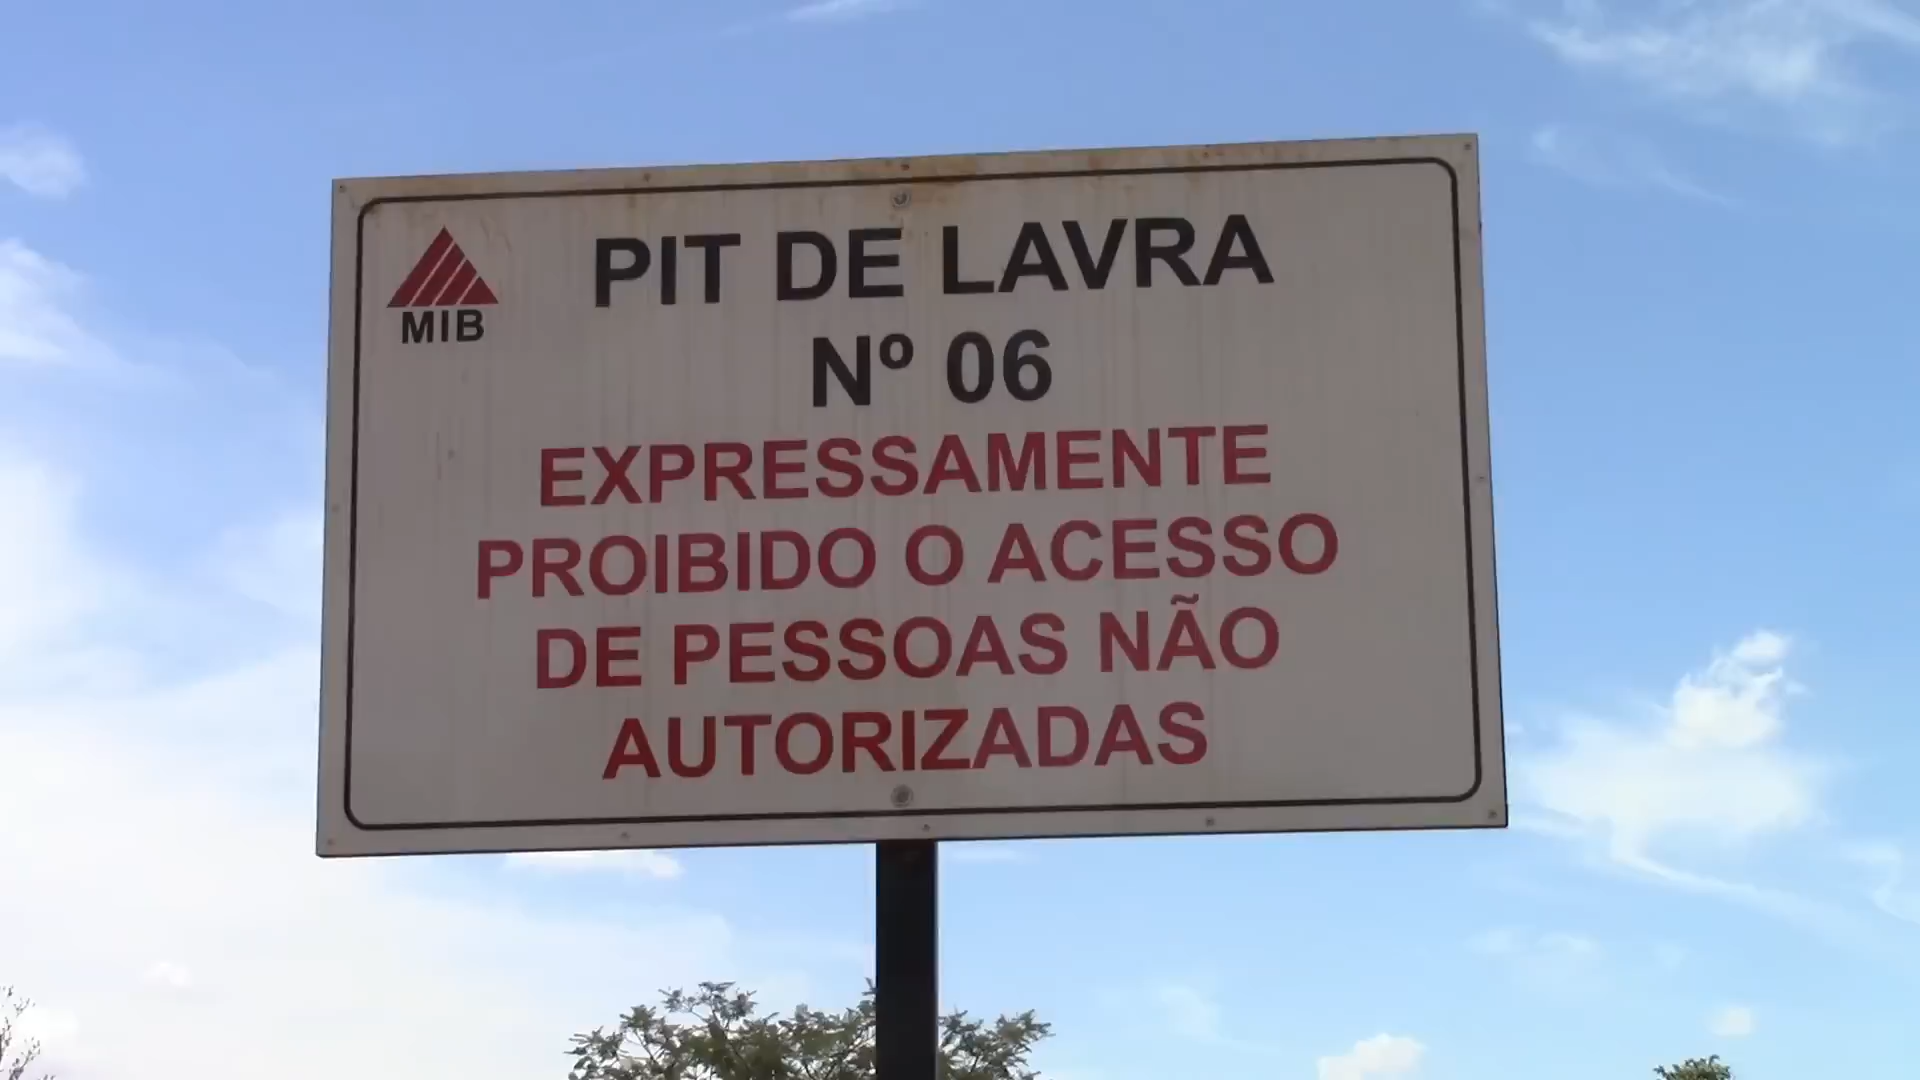 MIB
PIT DE LAVRA
Nº 06
EXPRESSAMENTE
PROIBIDO O ACESSO
DE PESSOAS NÃO
AUTORIZADAS